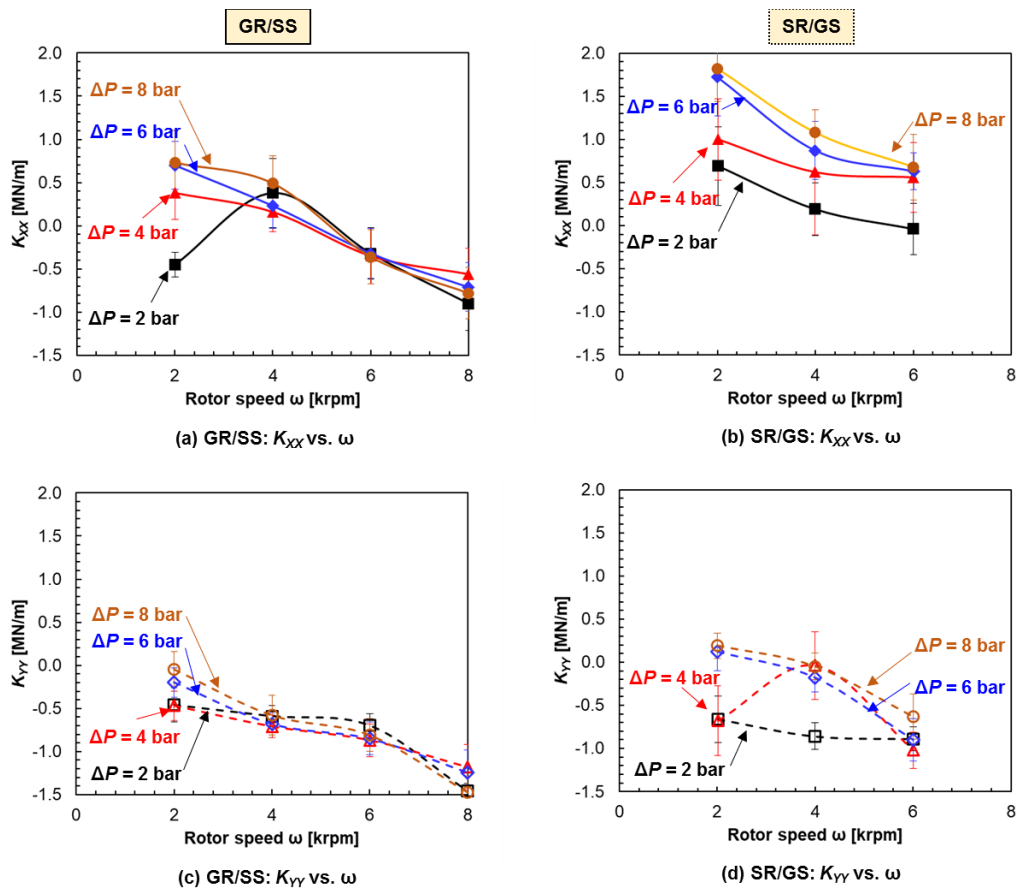 GR/SS
SR/GS
2.0
1.5
1.0
0.5
0.0
-0.5
-1.0
-1.5
K_XX [MN/m]
ΔP = 8 bar
ΔP = 6 bar
ΔP = 4 bar
ΔP = 2 bar
0 2 4 6 8
Rotor speed ω [krpm]
(a) GR/SS: K_XX vs. ω
2.0
1.5
1.0
0.5
0.0
-0.5
-1.0
-1.5
K_XX [MN/m]
ΔP = 6 bar
ΔP = 8 bar
ΔP = 4 bar
ΔP = 2 bar
0 2 4 6 8
Rotor speed ω [krpm]
(b) SR/GS: K_XX vs. ω
2.0
1.5
1.0
0.5
0.0
-0.5
-1.0
-1.5
K_YY [MN/m]
ΔP = 8 bar
ΔP = 6 bar
ΔP = 4 bar
ΔP = 2 bar
0 2 4 6 8
Rotor speed ω [krpm]
(c) GR/SS: K_YY vs. ω
2.0
1.5
1.0
0.5
0.0
-0.5
-1.0
-1.5
K_YY [MN/m]
ΔP = 8 bar
ΔP = 4 bar
ΔP = 6 bar
ΔP = 2 bar
0 2 4 6 8
Rotor speed ω [krpm]
(d) SR/GS: K_YY vs. ω